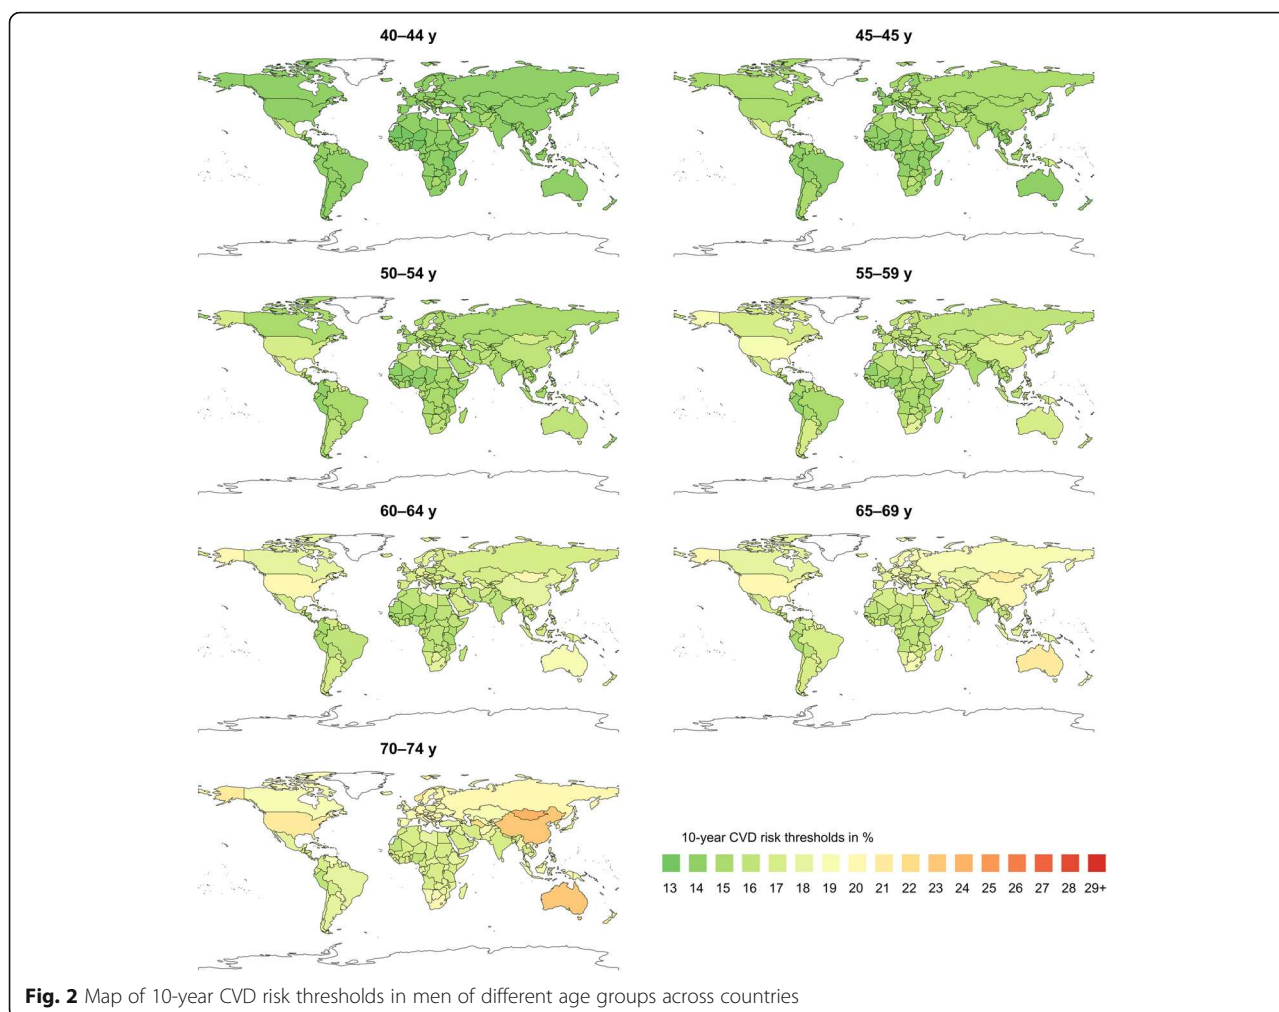 40–44 y
45–45 y
50–54 y
55–59 y
60–64 y
65–69 y
70–74 y
10-year CVD risk thresholds in %
13 14 15 16 17 18 19 20 21 22 23 24 25 26 27 28 29+
Fig. 2 Map of 10-year CVD risk thresholds in men of different age groups across countries